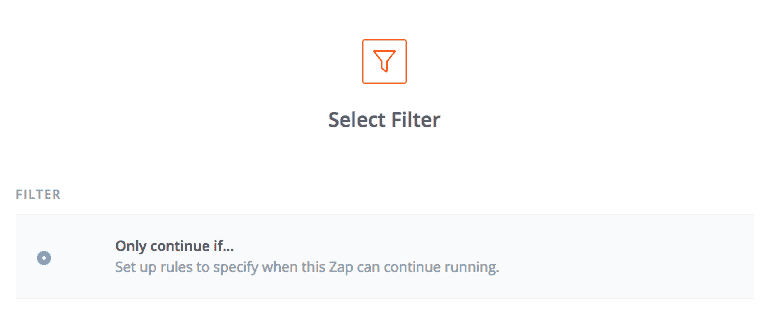 Select Filter
FILTER
Only continue if...
Set up rules to specify when this Zap can continue running.